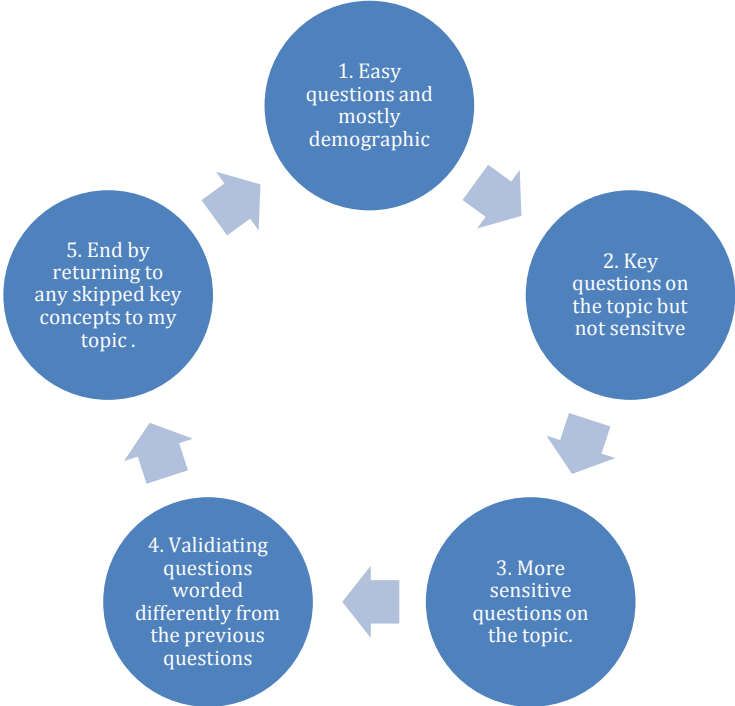 1. Easy
questions and
mostly
demographic
2. Key
questions on
the topic but
not sensitve
3. More
sensitive
questions on
the topic.
4. Validiating
questions
worded
differently from
the previous
questions
5. End by
returning to
any skipped key
concepts to my
topic .